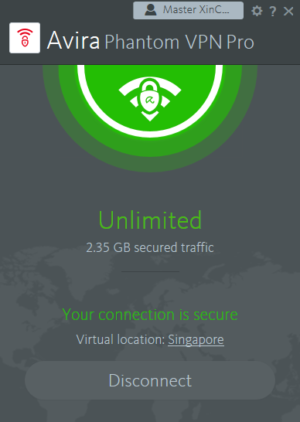 Master XinC...
?
Avira Phantom VPN Pro
Unlimited
2.35 GB secured traffic
Your connection is secure
Virtual location: Singapore
Disconnect